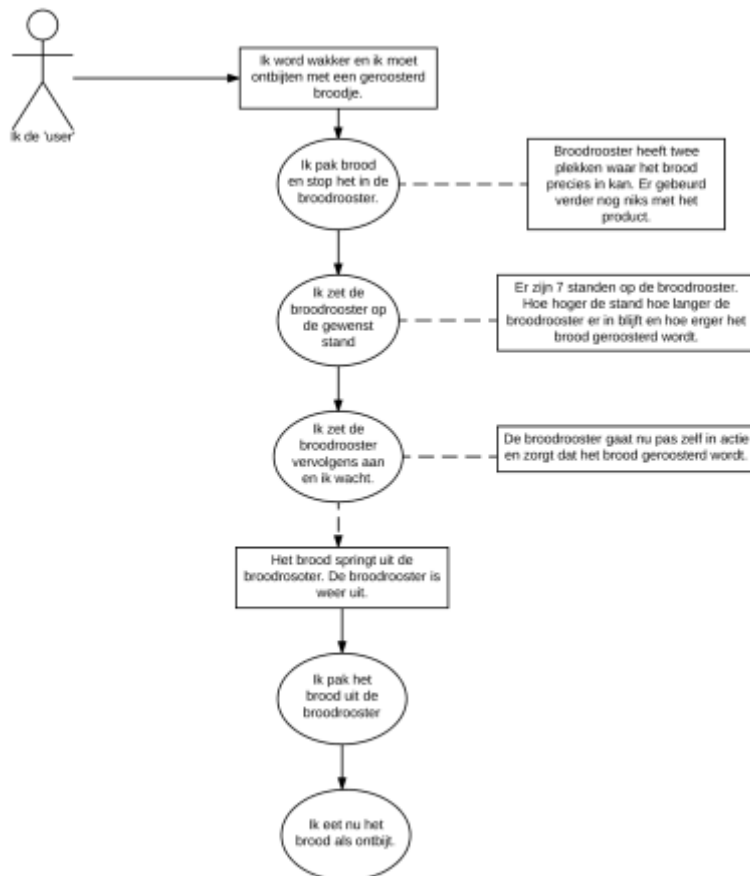 Ik de 'user'
Ik word wakker en ik moet
ontbijten met een geroosterd
broodje.
Ik pak brood
en stop het in de
broodrooster.
Broodrooster heeft twee
plekken waar het brood
precies in kan. Er gebeurd
verder nog niks met het
product.
Ik zet de
broodrooster op
de gewenst
stand
Er zijn 7 standen op de broodrooster.
Hoe hoger de stand hoe langer de
broodrooster er in blijft en hoe erger het
brood geroosterd wordt.
Ik zet de
broodrooster
vervolgens aan
en ik wacht.
De broodrooster gaat nu pas zelf in actie
en zorgt dat het brood geroosterd wordt.
Het brood springt uit de
broodrosoter. De broodrooster is
weer uit.
Ik pak het
brood uit de
broodrooster
Ik eet nu het
brood als ontbijt.